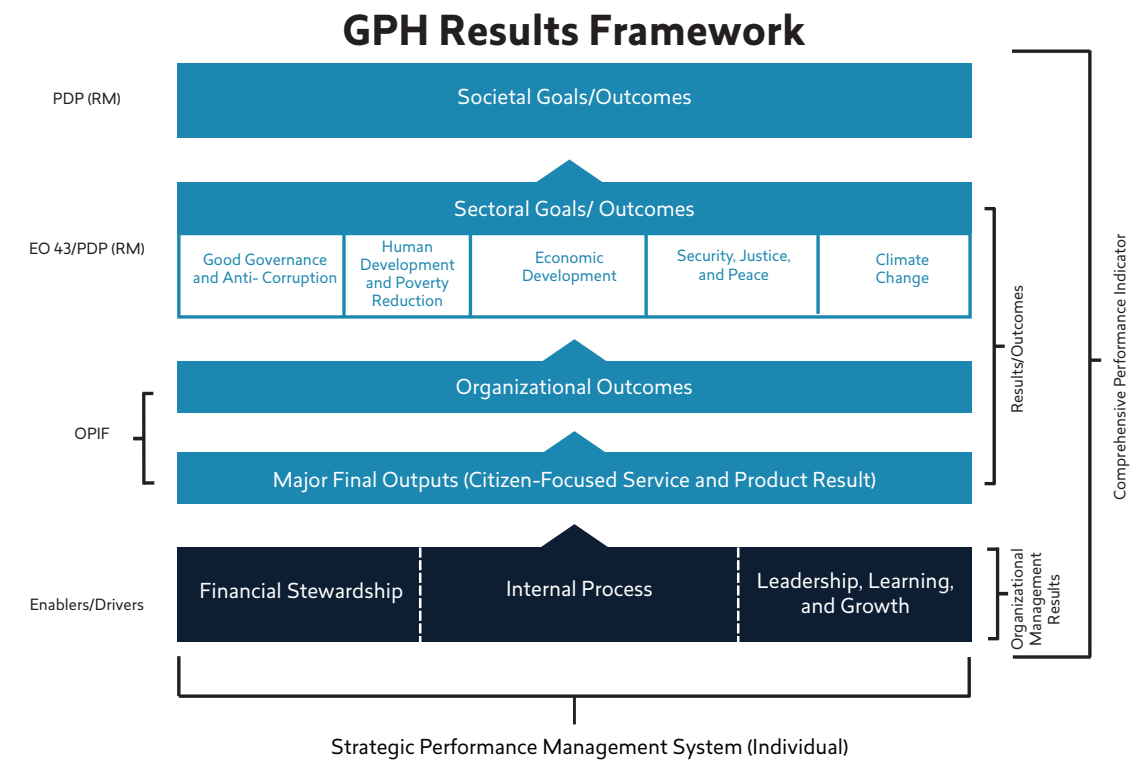 GPH Results Framework
PDP (RM)
Societal Goals/Outcomes
EO 43/PDP (RM)
Sectoral Goals/ Outcomes
Good Governance
and Anti- Corruption
Human
Development
and Poverty
Reduction
Economic
Development
Security, Justice,
and Peace
Climate
Change
OPIF
Organizational Outcomes
Major Final Outputs (Citizen-Focused Service and Product Result)
Results/Outcomes
Comprehensive Performance Indicator
Enablers/Drivers
Financial Stewardship
Internal Process
Leadership, Learning,
and Growth
Organizational
Management
Results
Strategic Performance Management System (Individual)